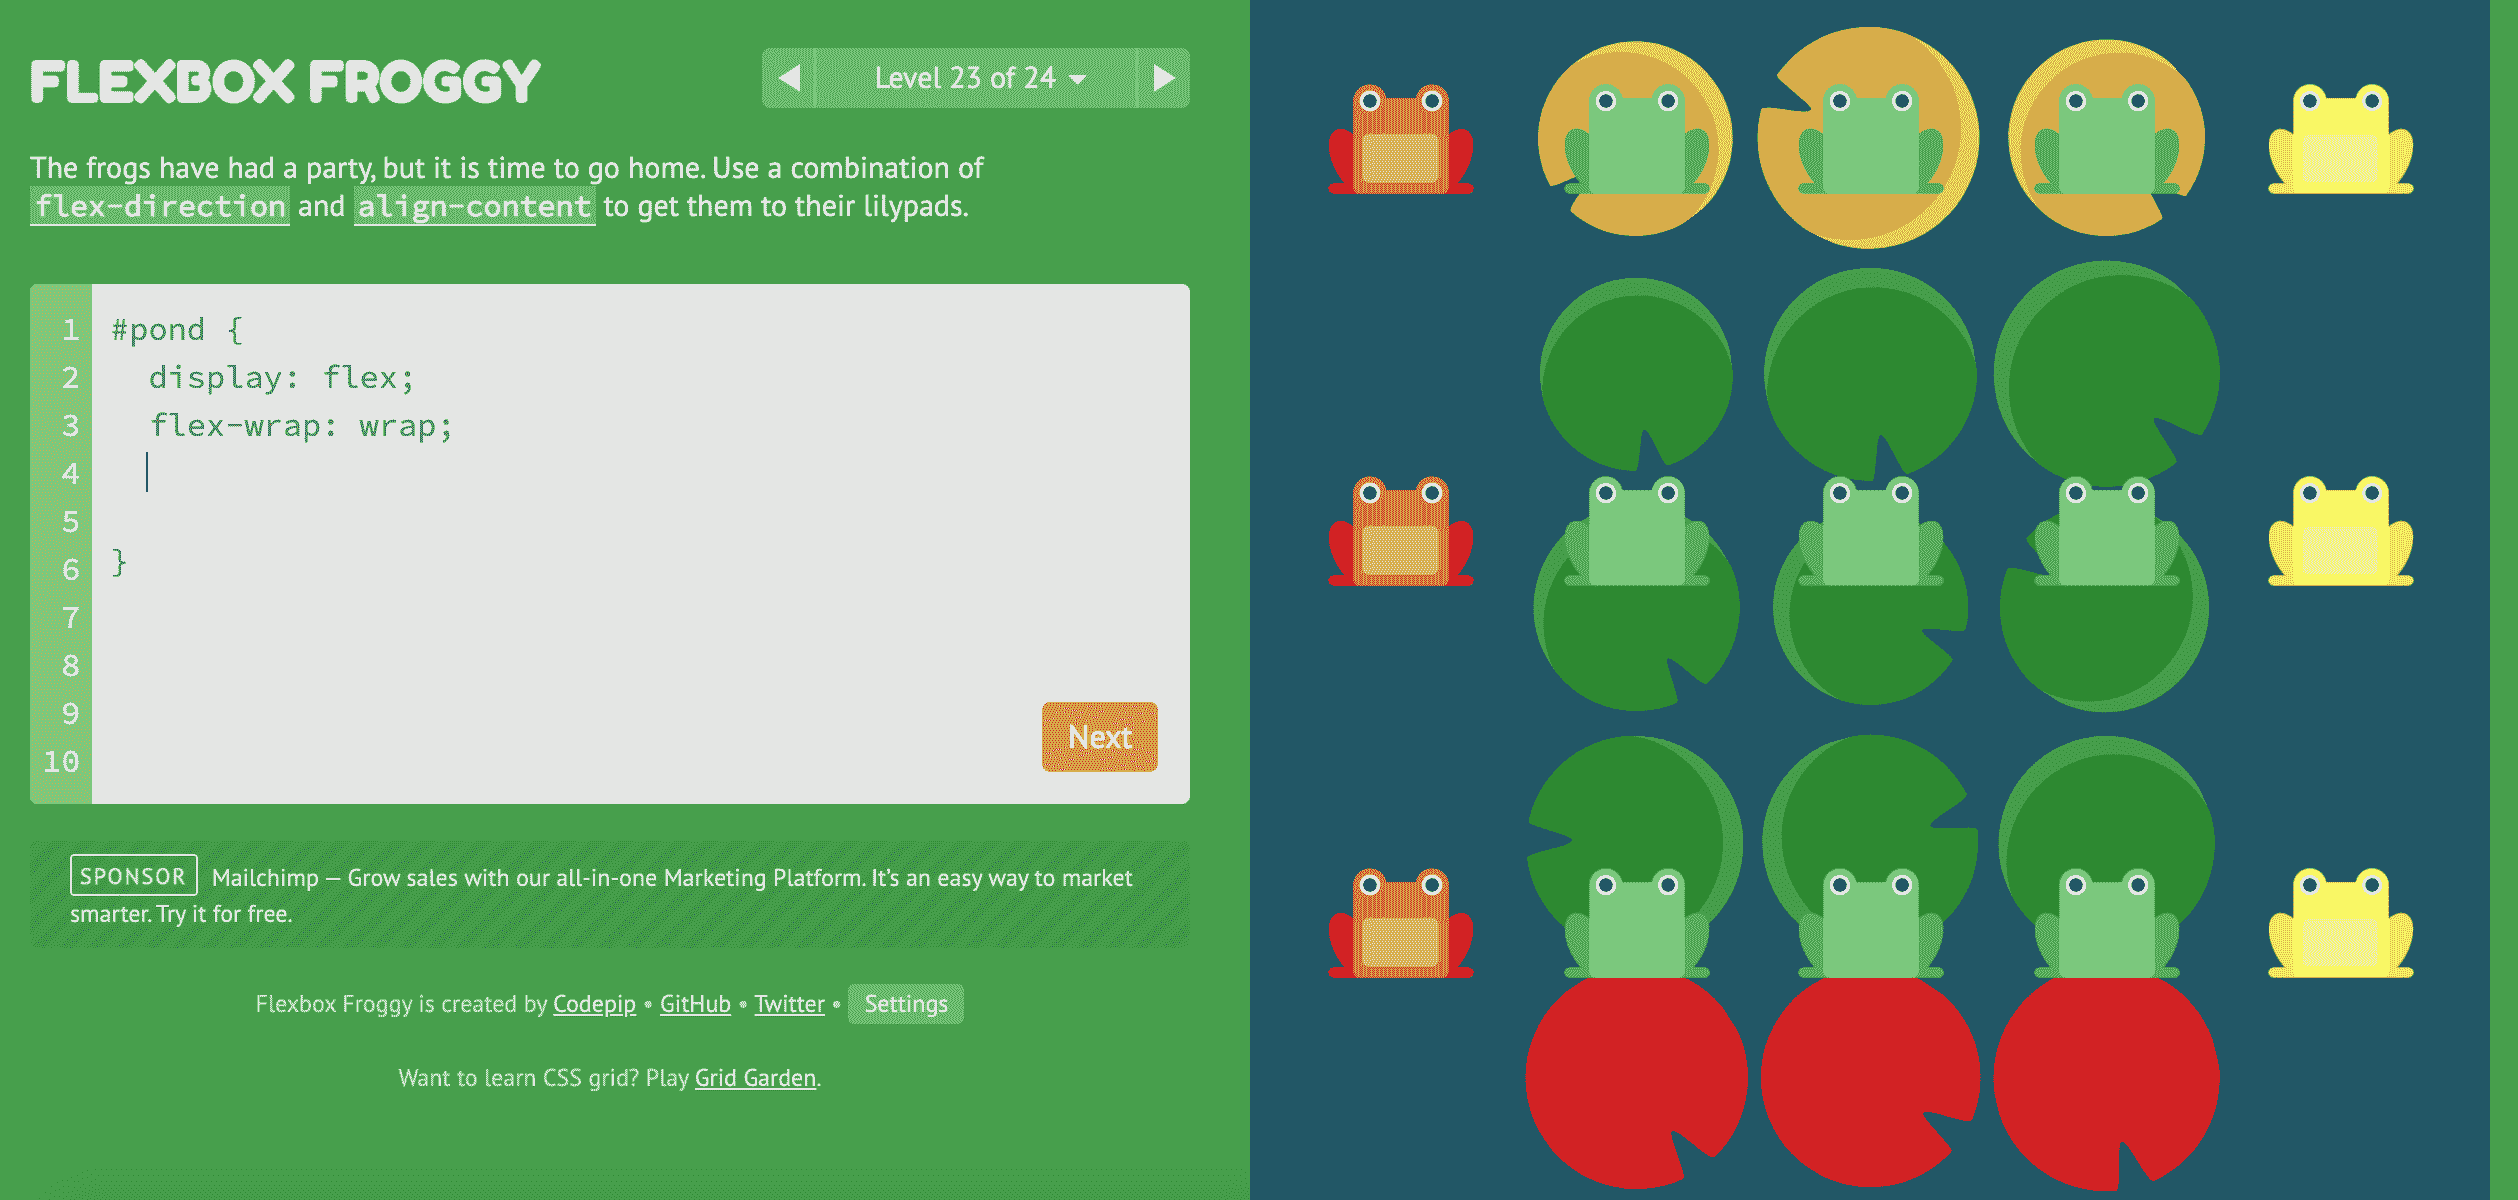 FLEXBOX FROGGY
Level 23 of 24
The frogs have had a party, but it is time to go home. Use a combination of
flex-direction and align-content to get them to their lilypads.
1 #pond {
2 display: flex;
3 flex-wrap: wrap;
4
5
6 }
7
8
9
10
Next
SPONSOR Mailchimp — Grow sales with our all-in-one Marketing Platform. It's an easy way to market
smarter. Try it for free.
Flexbox Froggy is created by Codepip • GitHub • Twitter • Settings
Want to learn CSS grid? Play Grid Garden.